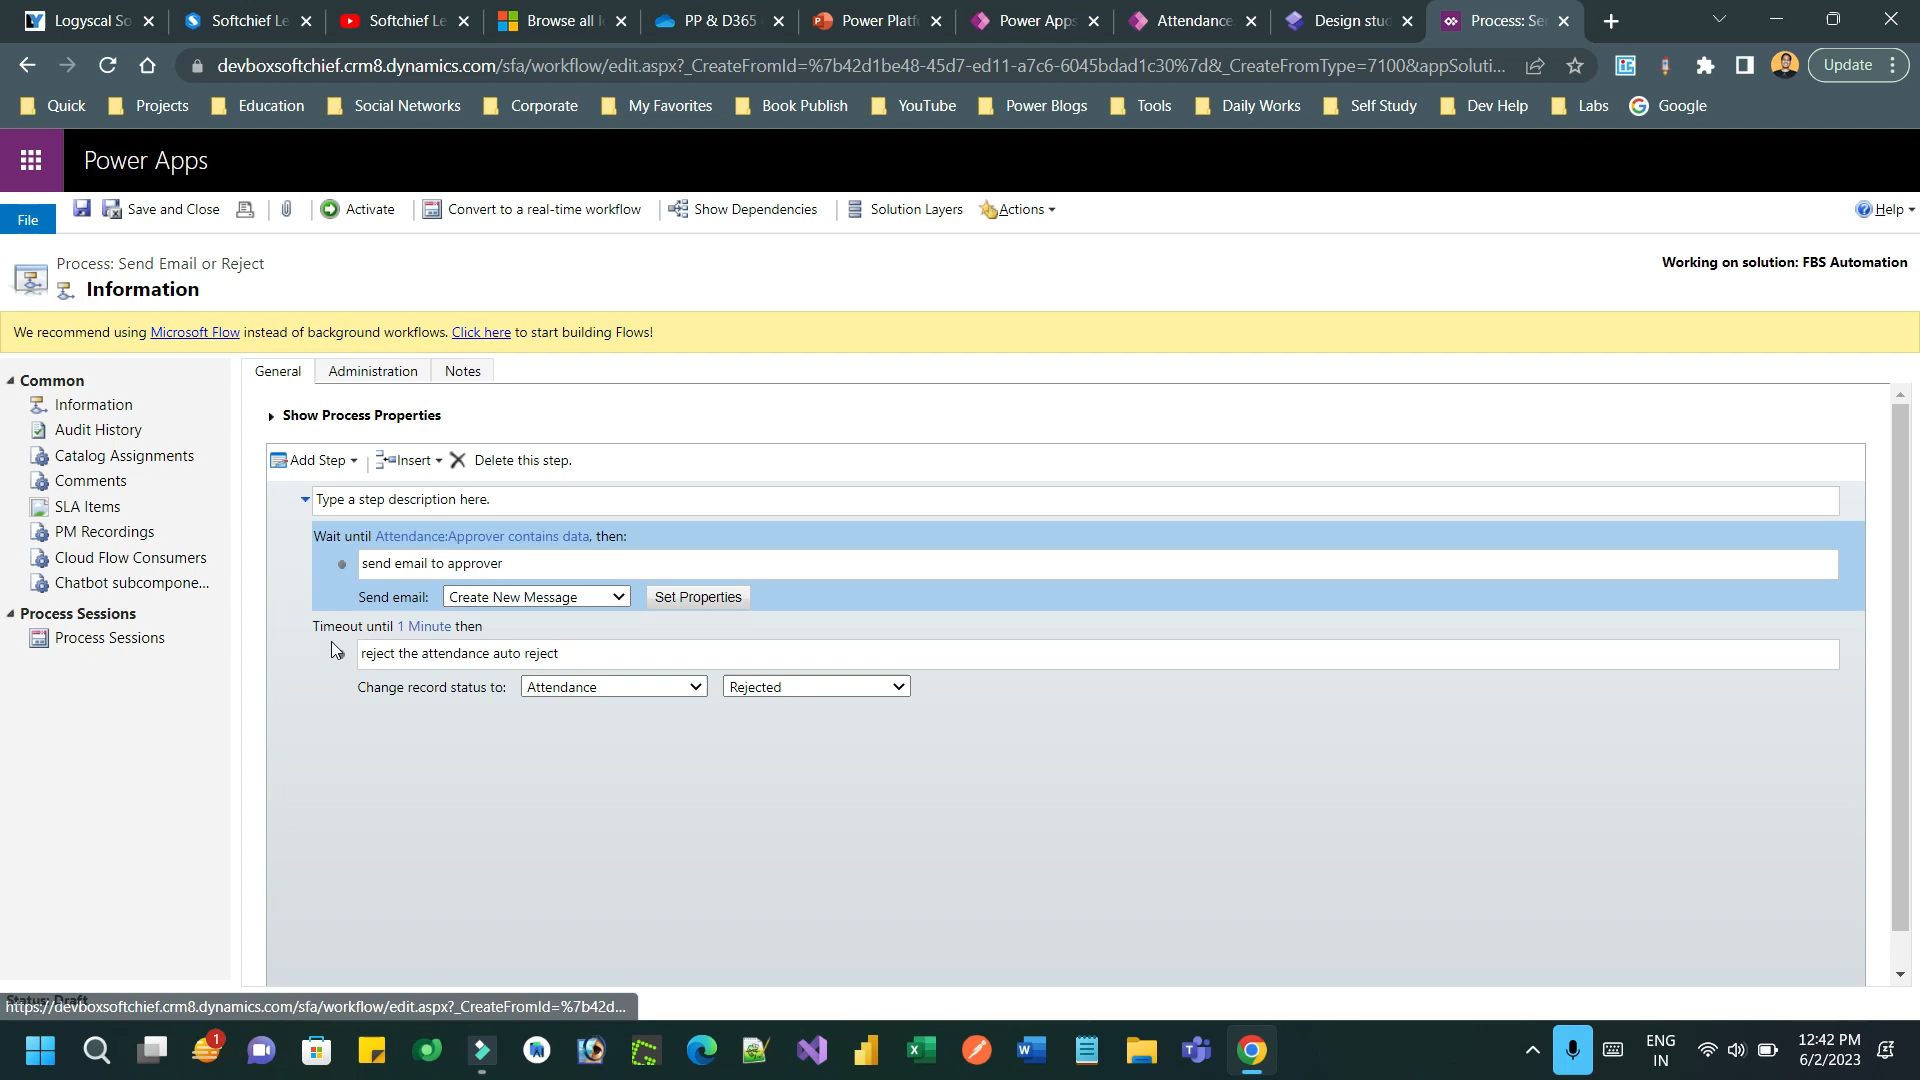 Logyscal So
Softchief Le
Softchief Le
Browse all
PP & D365
Power Platf
Power Apps
Attendance
Design stud
Process: Se
devboxsoftchief.crm8.dynamics.com/sfa/workflow/edit.aspx?_CreateFromId=%7b42d1be48-45d7-ed11-a7c6-6045bdad1c30%7d&_CreateFromType=7100&appSoluti...
Update
Quick
Projects
Education
Social Networks
Corporate
My Favorites
Book Publish
YouTube
Power Blogs
Tools
Daily Works
Self Study
Dev Help
Labs
Google
Power Apps
File
Save and Close
Activate
Convert to a real-time workflow
Show Dependencies
Solution Layers
Actions
Help
Process: Send Email or Reject
Information
Working on solution: FBS Automation
We recommend using Microsoft Flow instead of background workflows. Click here to start building Flows!
Common
Information
Audit History
Catalog Assignments
Comments
SLA Items
PM Recordings
Cloud Flow Consumers
Chatbot subcompone...
Process Sessions
Process Sessions
General
Administration
Notes
Show Process Properties
Add Step
Insert
Delete this step.
Type a step description here.
Wait until Attendance:Approver contains data, then:
send email to approver
Send email:
Create New Message
Set Properties
Timeout until 1 Minute then
reject the attendance auto reject
Change record status to:
Attendance
Rejected
Status: Draft
https://devboxsoftchief.crm8.dynamics.com/sfa/workflow/edit.aspx?_CreateFromId=%7b42d...
1
ENG
IN
12:42 PM
6/2/2023